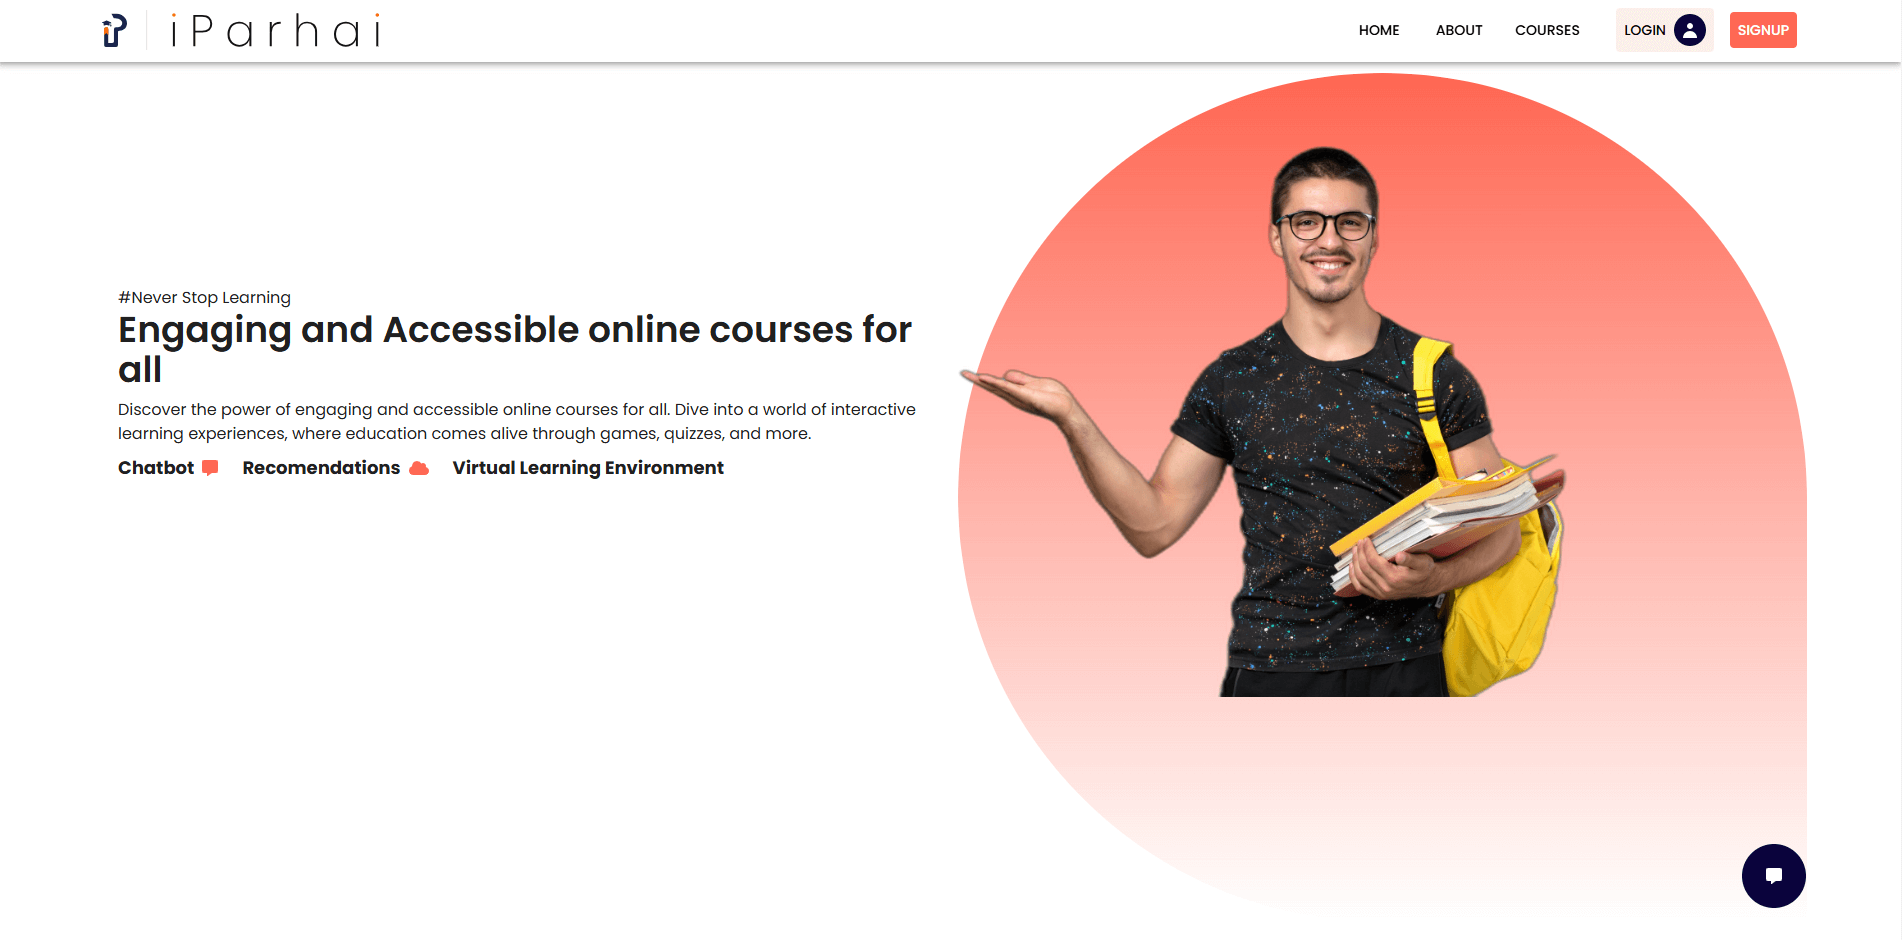 iParhai
HOME
ABOUT
COURSES
LOGIN
SIGNUP
#Never Stop Learning
Engaging and Accessible online courses for
all
Discover the power of engaging and accessible online courses for all. Dive into a world of interactive
learning experiences, where education comes alive through games, quizzes, and more.
Chatbot
Recomendations
Virtual Learning Environment